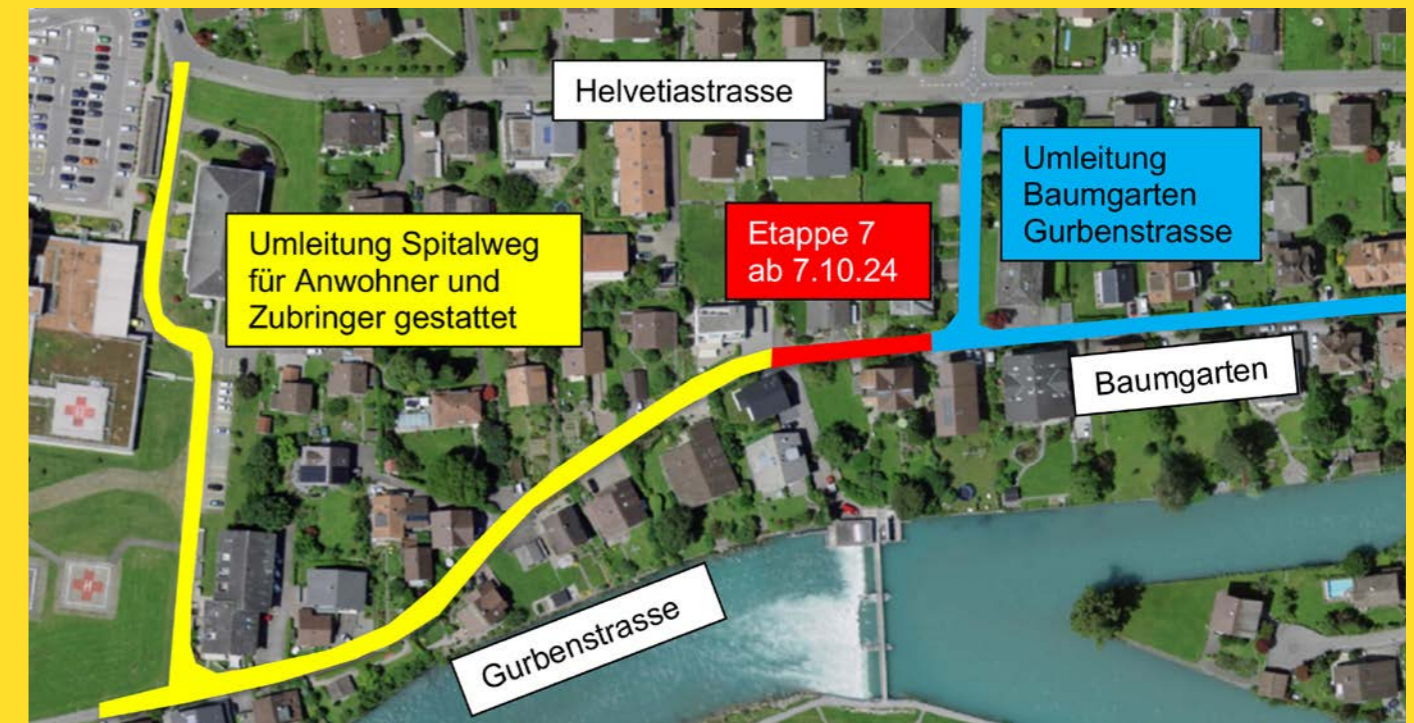 Helvetiastrasse
Umleitung
Baumgarten
Gurbenstrasse
Umleitung Spitalweg
für Anwohner und
Zubringer gestattet
Etappe 7
ab 7.10.24
Baumgarten
Gurbenstrasse
H
H